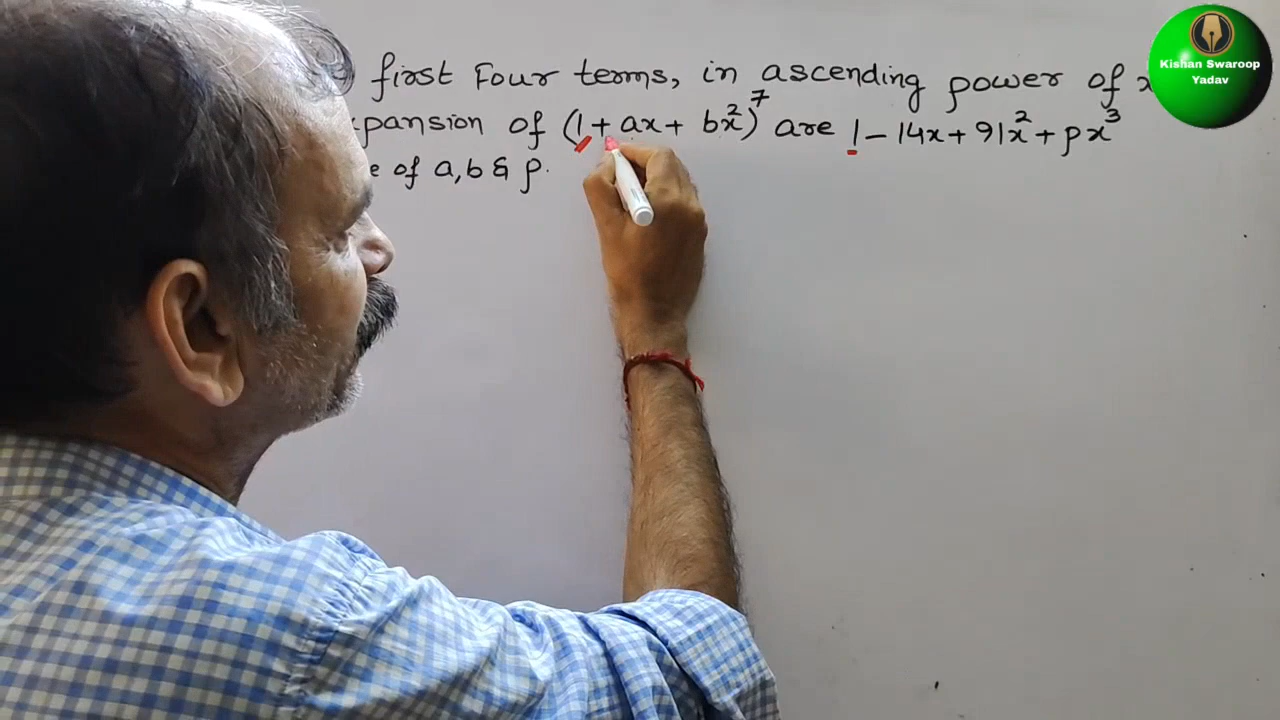 first Four terms, in ascending power of x
pansion of (1 + ax + bx²)⁷ are 1 - 14x + 91x² + px³
of a, b & p.
Kishan Swaroop
Yadav